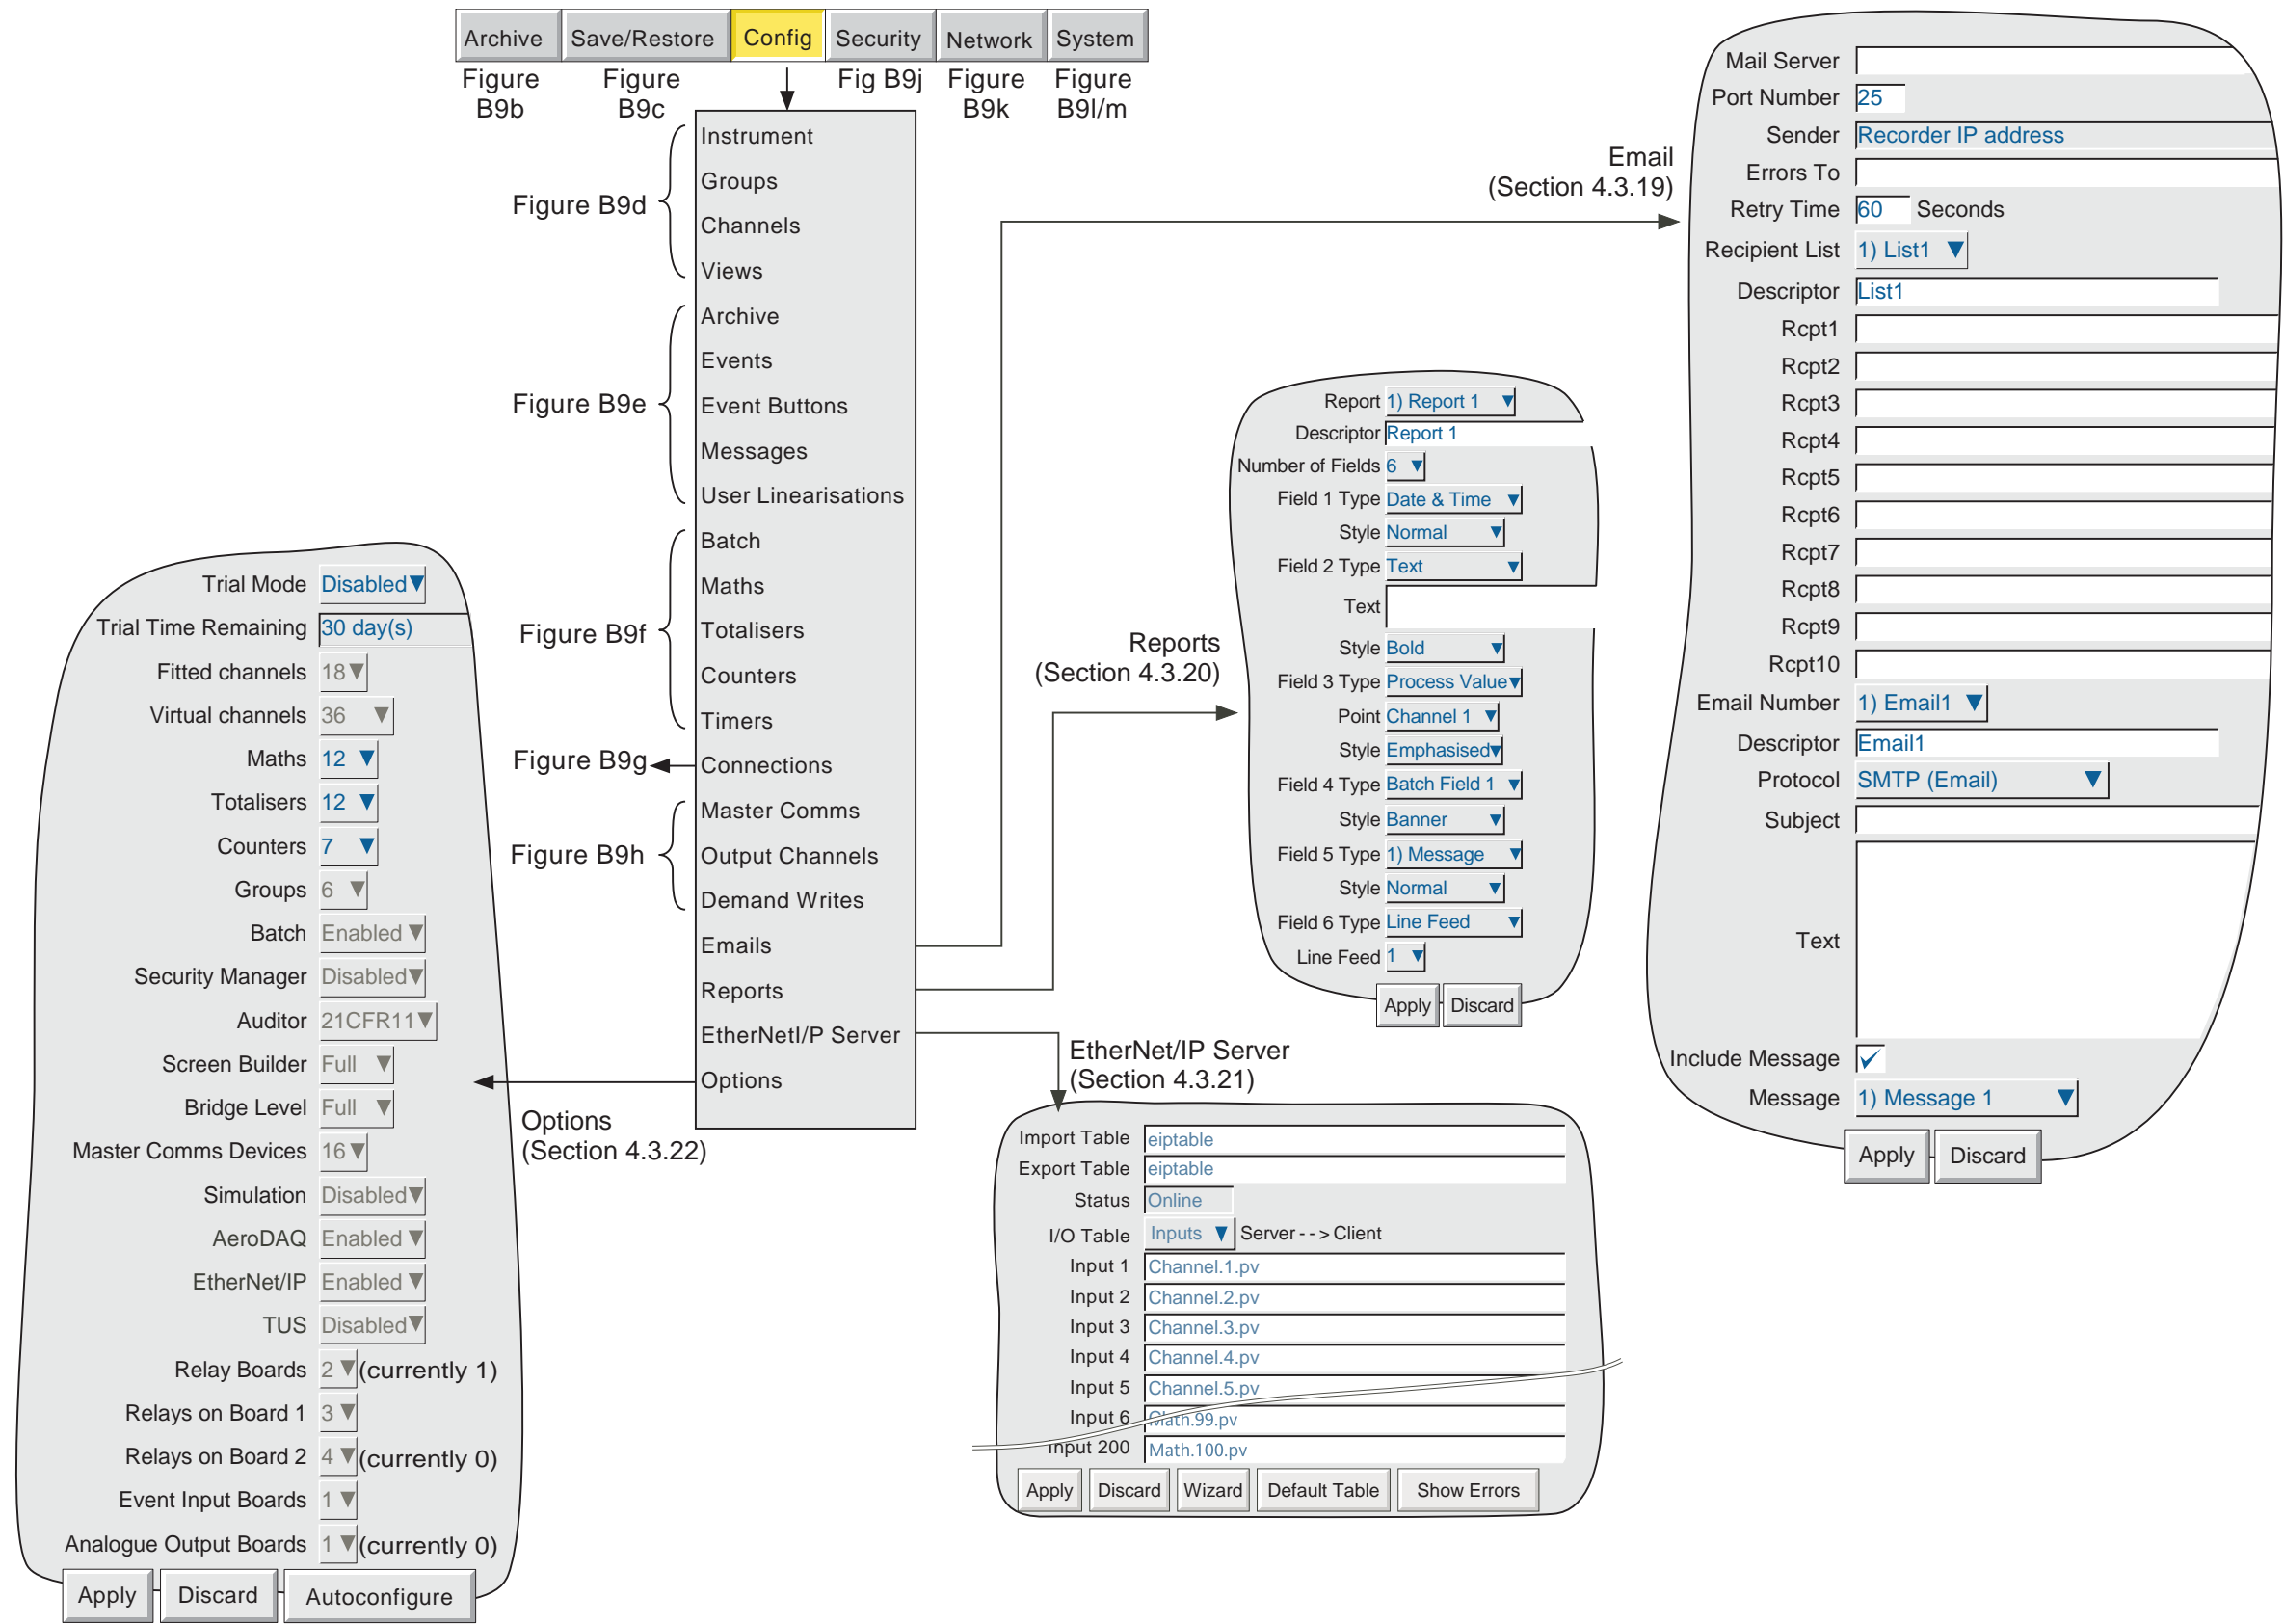 Archive Save/Restore Config Security Network System
Figure B9b
Figure B9c
Fig B9j
Figure B9k
Figure B9l/m
Figure B9d
Instrument
Groups
Channels
Views
Figure B9e
Archive
Events
Event Buttons
Messages
User Linearisations
Figure B9f
Batch
Maths
Totalisers
Counters
Timers
Figure B9g
Connections
Figure B9h
Master Comms
Output Channels
Demand Writes
Emails
Reports
EtherNetI/P Server
Options
Options
(Section 4.3.22)
Trial Mode Disabled
Trial Time Remaining 30 day(s)
Fitted channels 18
Virtual channels 36
Maths 12
Totalisers 12
Counters 7
Groups 6
Batch Enabled
Security Manager Disabled
Auditor 21CFR11
Screen Builder Full
Bridge Level Full
Master Comms Devices 16
Simulation Disabled
AeroDAQ Enabled
EtherNet/IP Enabled
TUS Disabled
Relay Boards 2 (currently 1)
Relays on Board 1 3
Relays on Board 2 4 (currently 0)
Event Input Boards 1
Analogue Output Boards 1 (currently 0)
Apply Discard Autoconfigure
Reports
(Section 4.3.20)
Report 1) Report 1
Descriptor Report 1
Number of Fields 6
Field 1 Type Date & Time
Style Normal
Field 2 Type Text
Text
Style Bold
Field 3 Type Process Value
Point Channel 1
Style Emphasised
Field 4 Type Batch Field 1
Style Banner
Field 5 Type 1) Message
Style Normal
Field 6 Type Line Feed
Line Feed 1
Apply Discard
EtherNet/IP Server
(Section 4.3.21)
Import Table eiptable
Export Table eiptable
Status Online
I/O Table Inputs Server - - > Client
Input 1 Channel.1.pv
Input 2 Channel.2.pv
Input 3 Channel.3.pv
Input 4 Channel.4.pv
Input 5 Channel.5.pv
Input 6 Math.99.pv
Input 200 Math.100.pv
Apply Discard Wizard Default Table Show Errors
Email
(Section 4.3.19)
Mail Server
Port Number 25
Sender Recorder IP address
Errors To
Retry Time 60 Seconds
Recipient List 1) List1
Descriptor List1
Rcpt1
Rcpt2
Rcpt3
Rcpt4
Rcpt5
Rcpt6
Rcpt7
Rcpt8
Rcpt9
Rcpt10
Email Number 1) Email1
Descriptor Email1
Protocol SMTP (Email)
Subject
Text
Include Message
Message 1) Message 1
Apply Discard